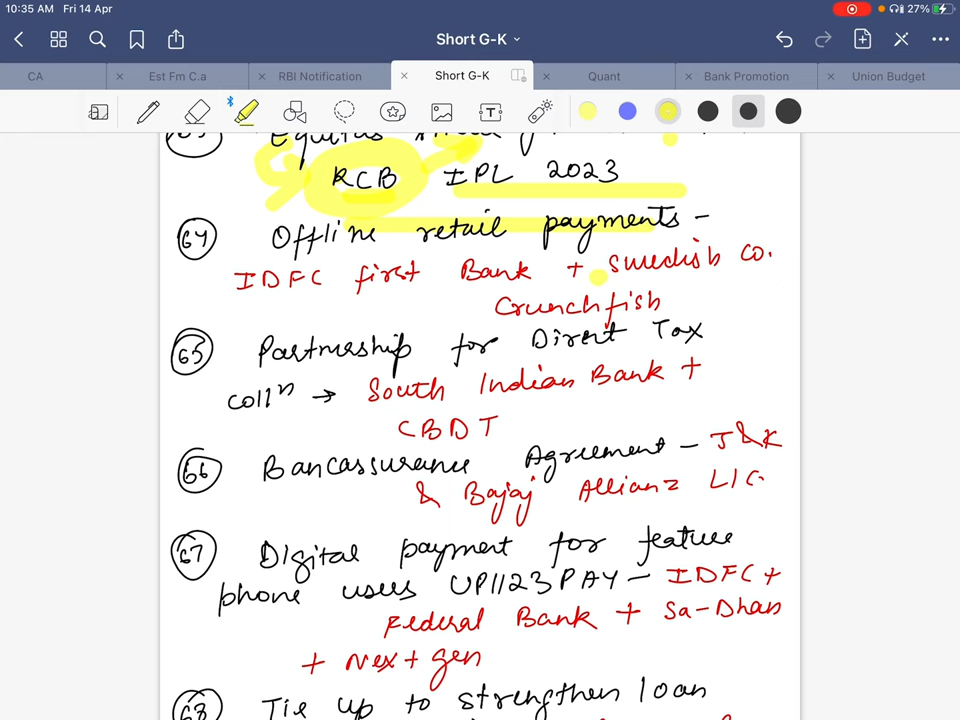 10:35 AM Fri 14 Apr
27%
Short G-K
CA
Est Fm C.a
RBI Notification
Short G-K
Quant
Bank Promotion
Union Budget
Equitas
RCB IPL 2023
64 Offline retail payments -
IDFC first Bank + Swedish Co.
Crunchfish
65 Partnership for Direct Tax
collⁿ → South Indian Bank +
CBDT
66 Bancassurance Agreement - J&K
& Bajaj Allianz LIC
67 Digital payment for feature
phone users UPI123PAY - IDFC +
Federal Bank + Sa-Dhan
+ Nex+gen
68 Tie up to strengthen loan